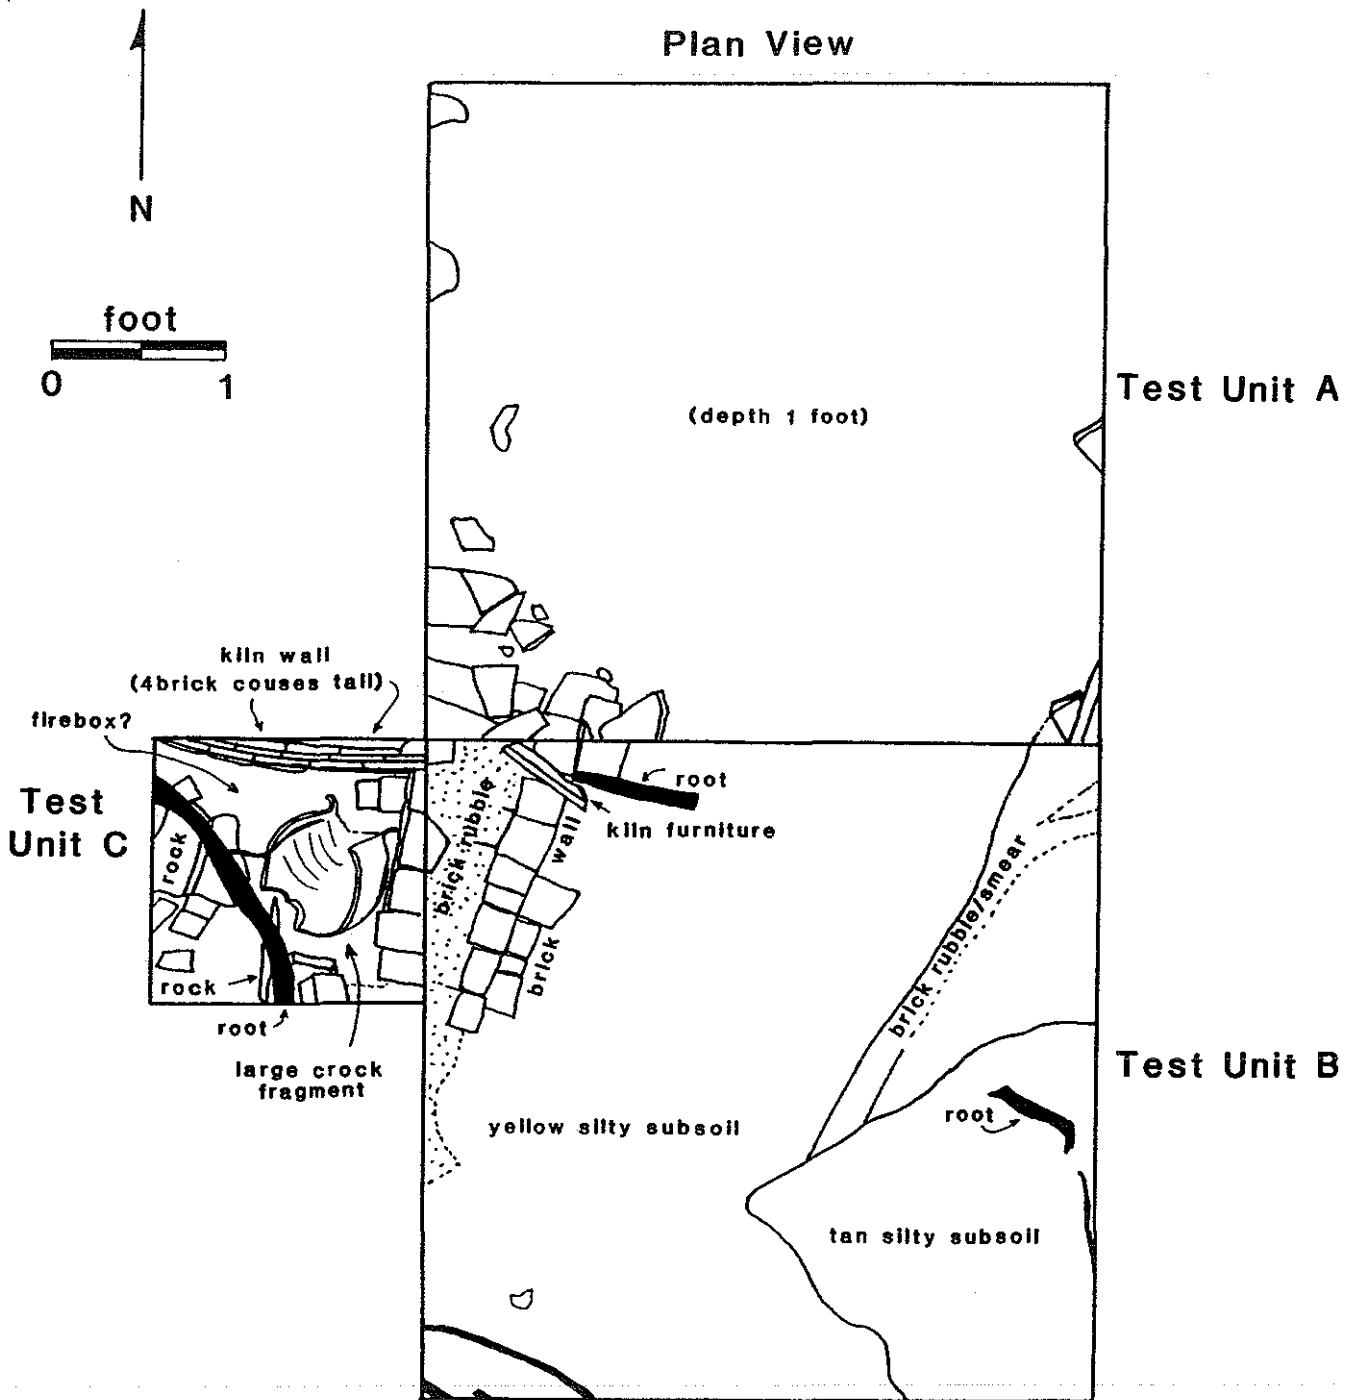 Plan View
N
foot
0 1
Test Unit A
(depth 1 foot)
kiln wall
(4brick couses tall)
firebox?
Test
Unit C
rock
rock
root
large crock
fragment
brick rubble
root
kiln furniture
wall
brick
brick rubble/smear
Test Unit B
yellow silty subsoil
root
tan silty subsoil